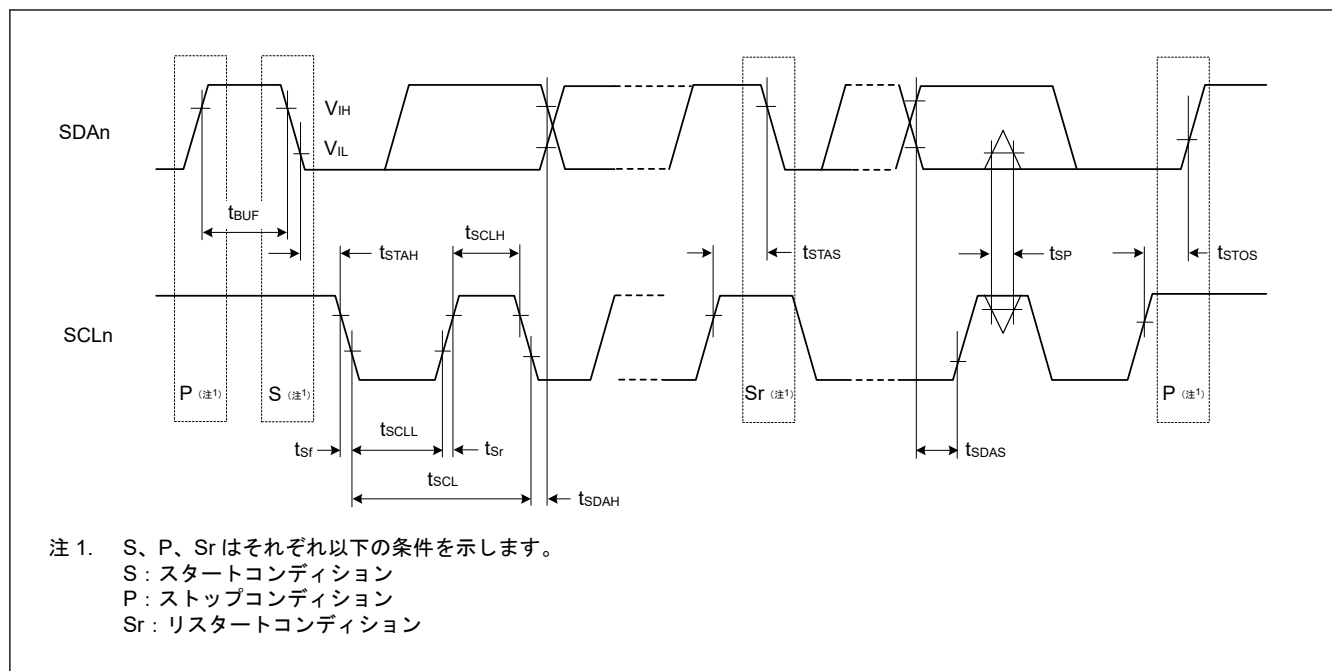 SDAn
VIH
VIL
tBUF
tSTAH
tSCLH
tSTAS
tSP
tSTOS
SCLn
P（注1）
S（注1）
Sr（注1）
P（注1）
tSf
tSCLL
tSr
tSCL
tSDAH
tSDAS
注 1. S、P、Sr はそれぞれ以下の条件を示します。
S : スタートコンディション
P : ストップコンディション
Sr : リスタートコンディション